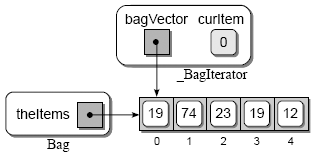 bagVector curItem
0
_BagIterator
theItems
Bag
19 74 23 19 12
0 1 2 3 4